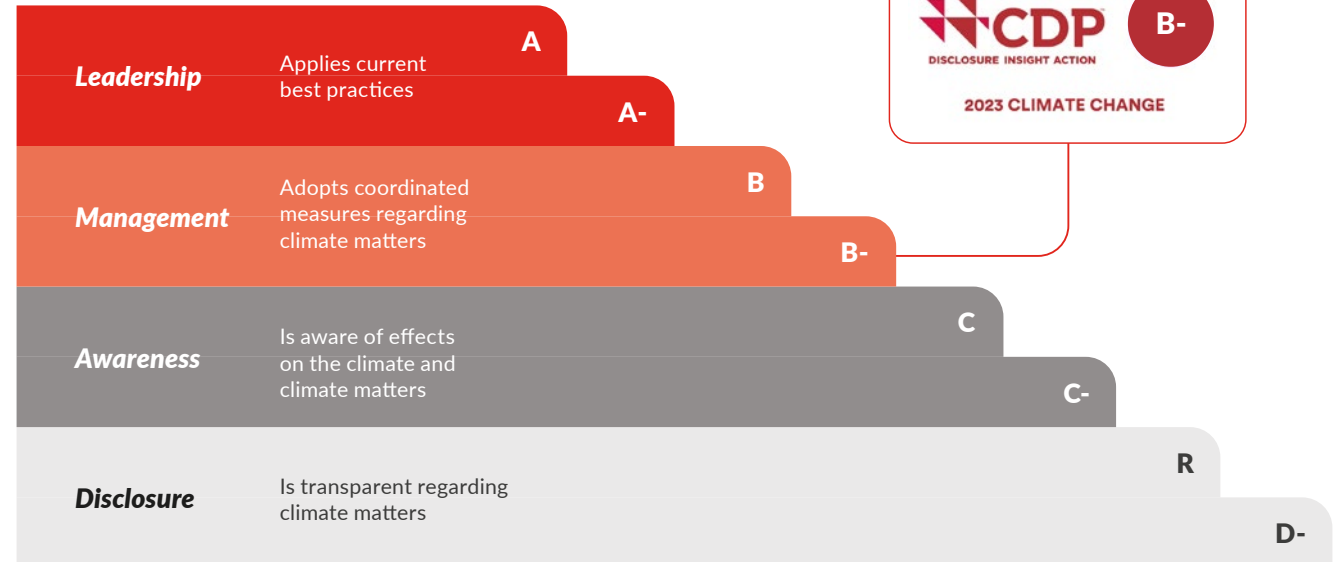 CDP
B-
DISCLOSURE INSIGHT ACTION
2023 CLIMATE CHANGE
A
Leadership
Applies current
best practices
A-
B
Management
Adopts coordinated
measures regarding
climate matters
B-
C
Awareness
Is aware of effects
on the climate and
climate matters
C-
R
Disclosure
Is transparent regarding
climate matters
D-